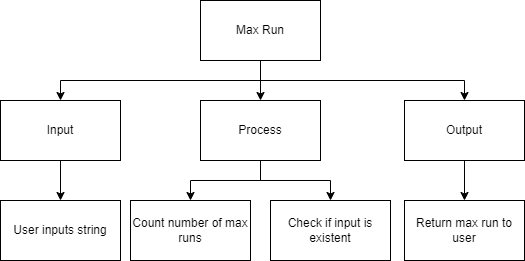 Max Run
Input
Process
Output
User inputs string
Count number of max
runs
Check if input is
existent
Return max run to
user